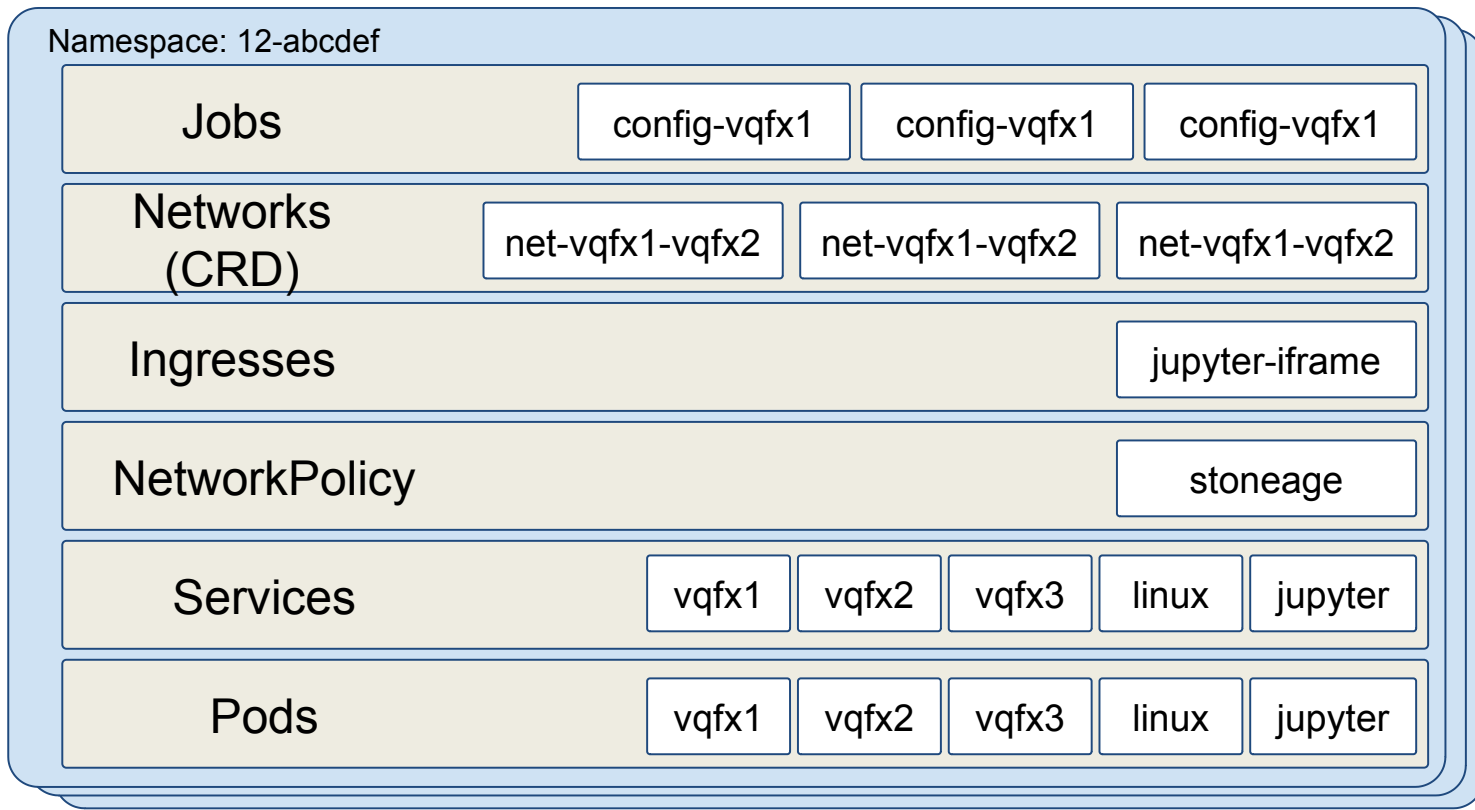 Namespace: 12-abcdef
Jobs
config-vqfx1
config-vqfx1
config-vqfx1
Networks
(CRD)
net-vqfx1-vqfx2
net-vqfx1-vqfx2
net-vqfx1-vqfx2
Ingresses
jupyter-iframe
NetworkPolicy
stoneage
Services
vqfx1
vqfx2
vqfx3
linux
jupyter
Pods
vqfx1
vqfx2
vqfx3
linux
jupyter